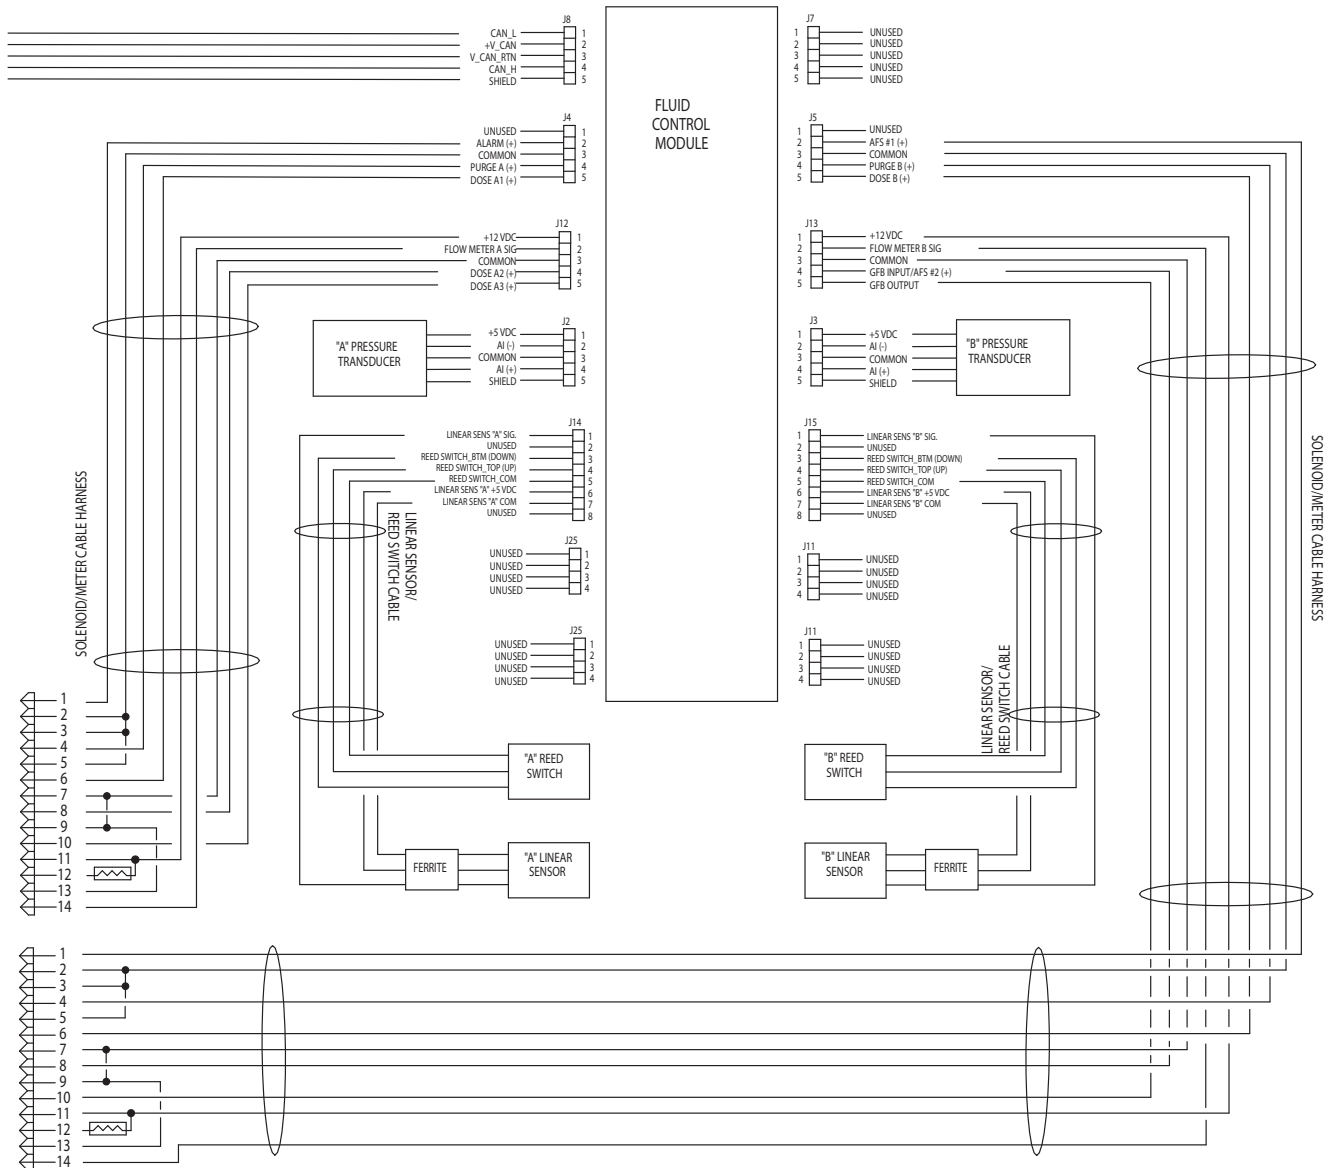 J8
CAN_L 1
+V_CAN 2
V_CAN_RTN 3
CAN_H 4
SHIELD 5
J4
UNUSED 1
ALARM (+) 2
COMMON 3
PURGE A (+) 4
DOSE A1 (+) 5
J12
+12 VDC 1
FLOW METER A SIG 2
COMMON 3
DOSE A2 (+) 4
DOSE A3 (+) 5
J2
+5 VDC 1
AI (-) 2
COMMON 3
AI (+) 4
SHIELD 5
"A" PRESSURE
TRANSDUCER
J14
LINEAR SENS "A" SIG. 1
UNUSED 2
REED SWITCH_BTM (DOWN) 3
REED SWITCH_TOP (UP) 4
REED SWITCH_COM 5
LINEAR SENS "A" +5 VDC 6
LINEAR SENS "A" COM 7
UNUSED 8
J25
UNUSED 1
UNUSED 2
UNUSED 3
UNUSED 4
J25
UNUSED 1
UNUSED 2
UNUSED 3
UNUSED 4
FLUID
CONTROL
MODULE
J7
1 UNUSED
2 UNUSED
3 UNUSED
4 UNUSED
5 UNUSED
J5
1 UNUSED
2 AFS #1 (+)
3 COMMON
4 PURGE B (+)
5 DOSE B (+)
J13
1 +12 VDC
2 FLOW METER B SIG
3 COMMON
4 GFB INPUT/AFS #2 (+)
5 GFB OUTPUT
J3
1 +5 VDC
2 AI (-)
3 COMMON
4 AI (+)
5 SHIELD
"B" PRESSURE
TRANSDUCER
J15
1 LINEAR SENS "B" SIG.
2 UNUSED
3 REED SWITCH_BTM (DOWN)
4 REED SWITCH_TOP (UP)
5 REED SWITCH_COM
6 LINEAR SENS "B" +5 VDC
7 LINEAR SENS "B" COM
8 UNUSED
J11
1 UNUSED
2 UNUSED
3 UNUSED
4 UNUSED
J11
1 UNUSED
2 UNUSED
3 UNUSED
4 UNUSED
SOLENOID/METER CABLE HARNESS
LINEAR SENSOR/
REED SWITCH CABLE
LINEAR SENSOR/
REED SWITCH CABLE
SOLENOID/METER CABLE HARNESS
"A" REED
SWITCH
"B" REED
SWITCH
FERRITE
"A" LINEAR
SENSOR
"B" LINEAR
SENSOR
FERRITE
1
2
3
4
5
6
7
8
9
10
11
12
13
14
1
2
3
4
5
6
7
8
9
10
11
12
13
14